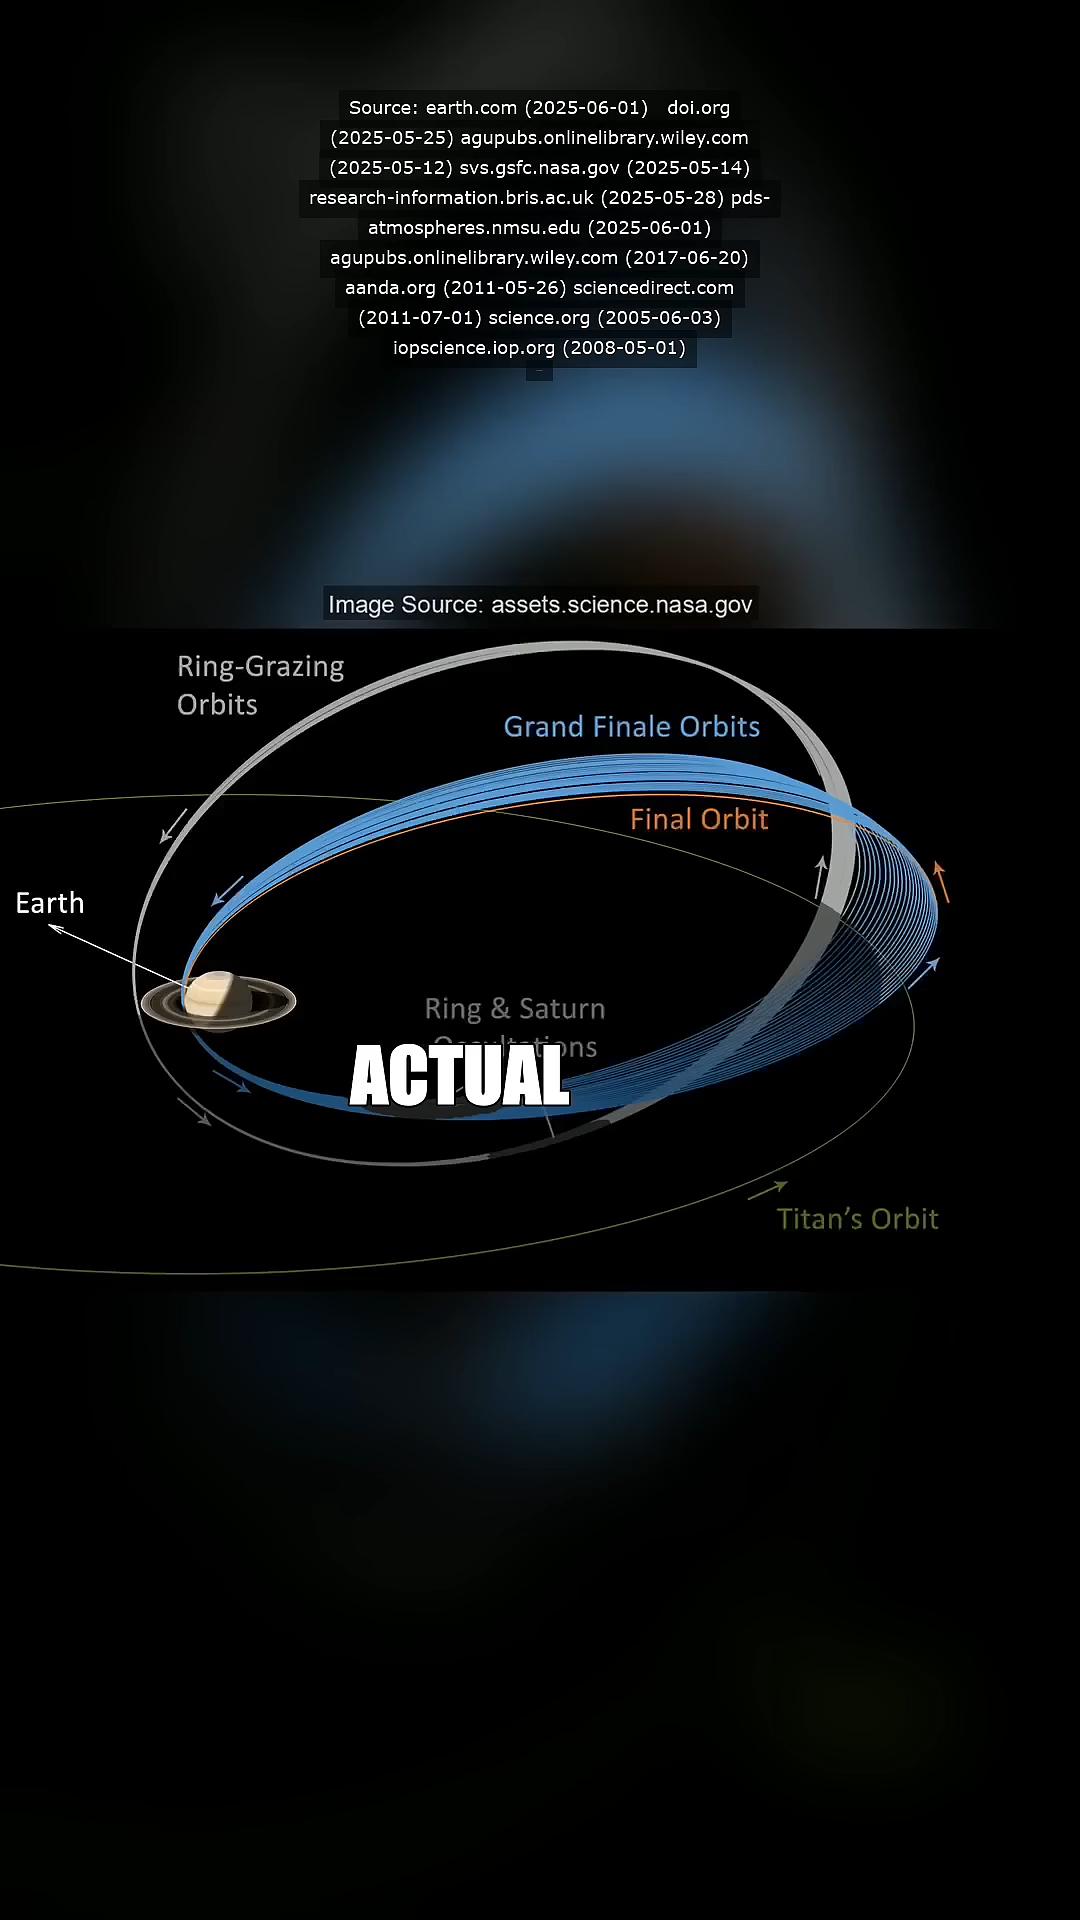 Source: earth.com (2025-06-01) doi.org
(2025-05-25) agupubs.onlinelibrary.wiley.com
(2025-05-12) svs.gsfc.nasa.gov (2025-05-14)
research-information.bris.ac.uk (2025-05-28) pds-
atmospheres.nmsu.edu (2025-06-01)
agupubs.onlinelibrary.wiley.com (2017-06-20)
aanda.org (2011-05-26) sciencedirect.com
(2011-07-01) science.org (2005-06-03)
iopscience.iop.org (2008-05-01)
Image Source: assets.science.nasa.gov
Ring-Grazing
Orbits
Grand Finale Orbits
Final Orbit
Earth
Ring & Saturn
ACTUAL
Titan's Orbit